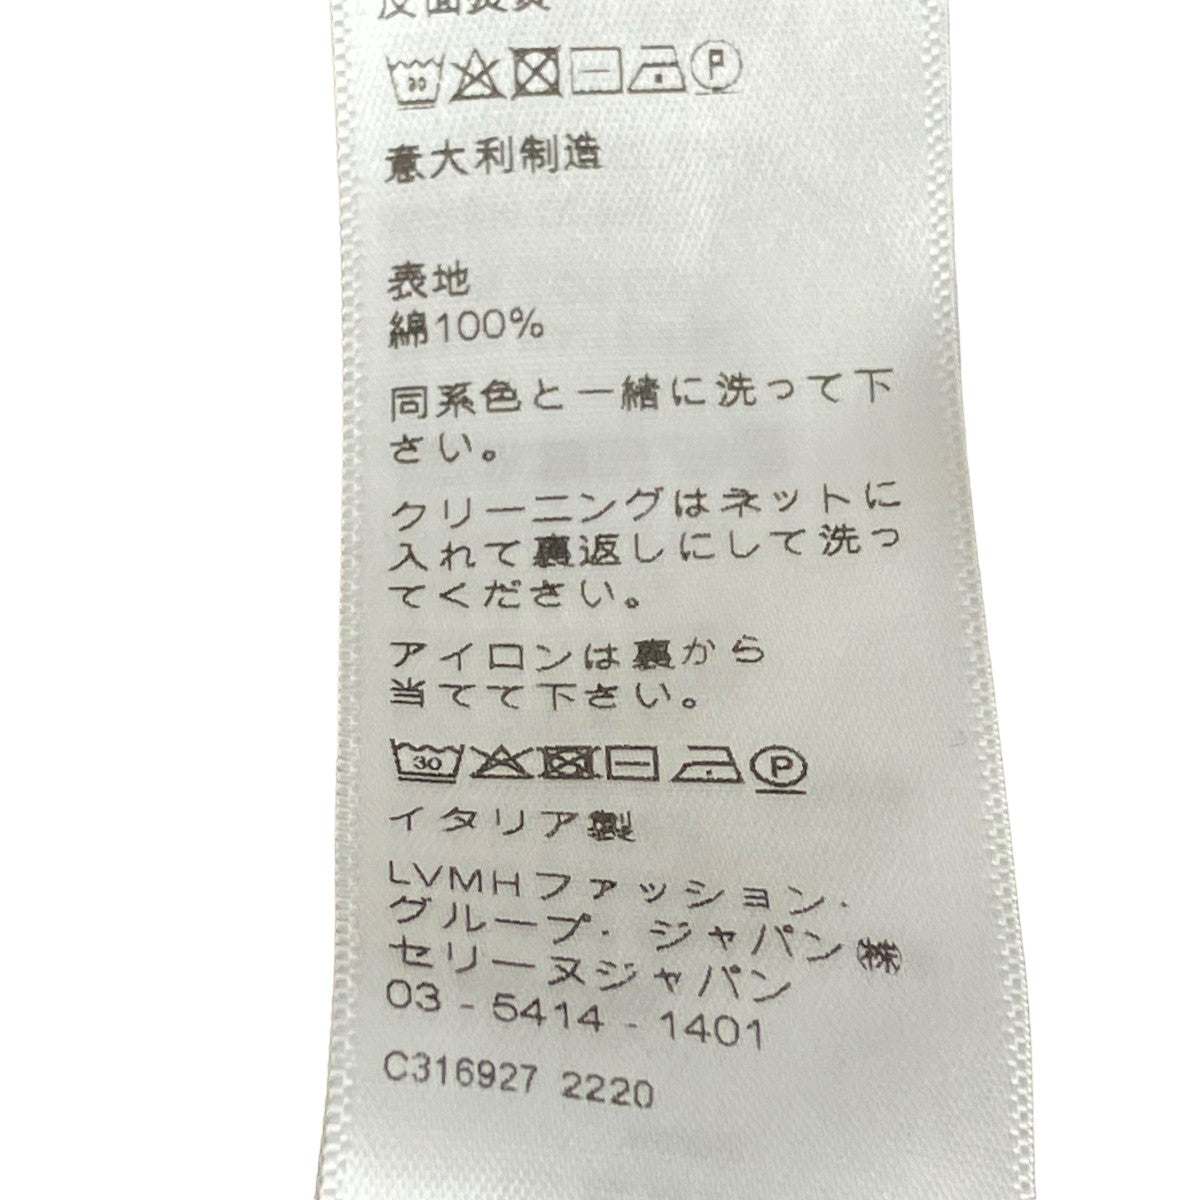 30 P
意大利制造
表地
綿100%
同系色と一緒に洗って下
さい。
クリーニングはネットに
入れて裏返しにして洗っ
てください。
アイロンは裏から
当てて下さい。
30 P
イタリア製
LVMHファッション・
グループ・ジャパン㈱
セリーヌジャパン
03-5414-1401
C316927 2220